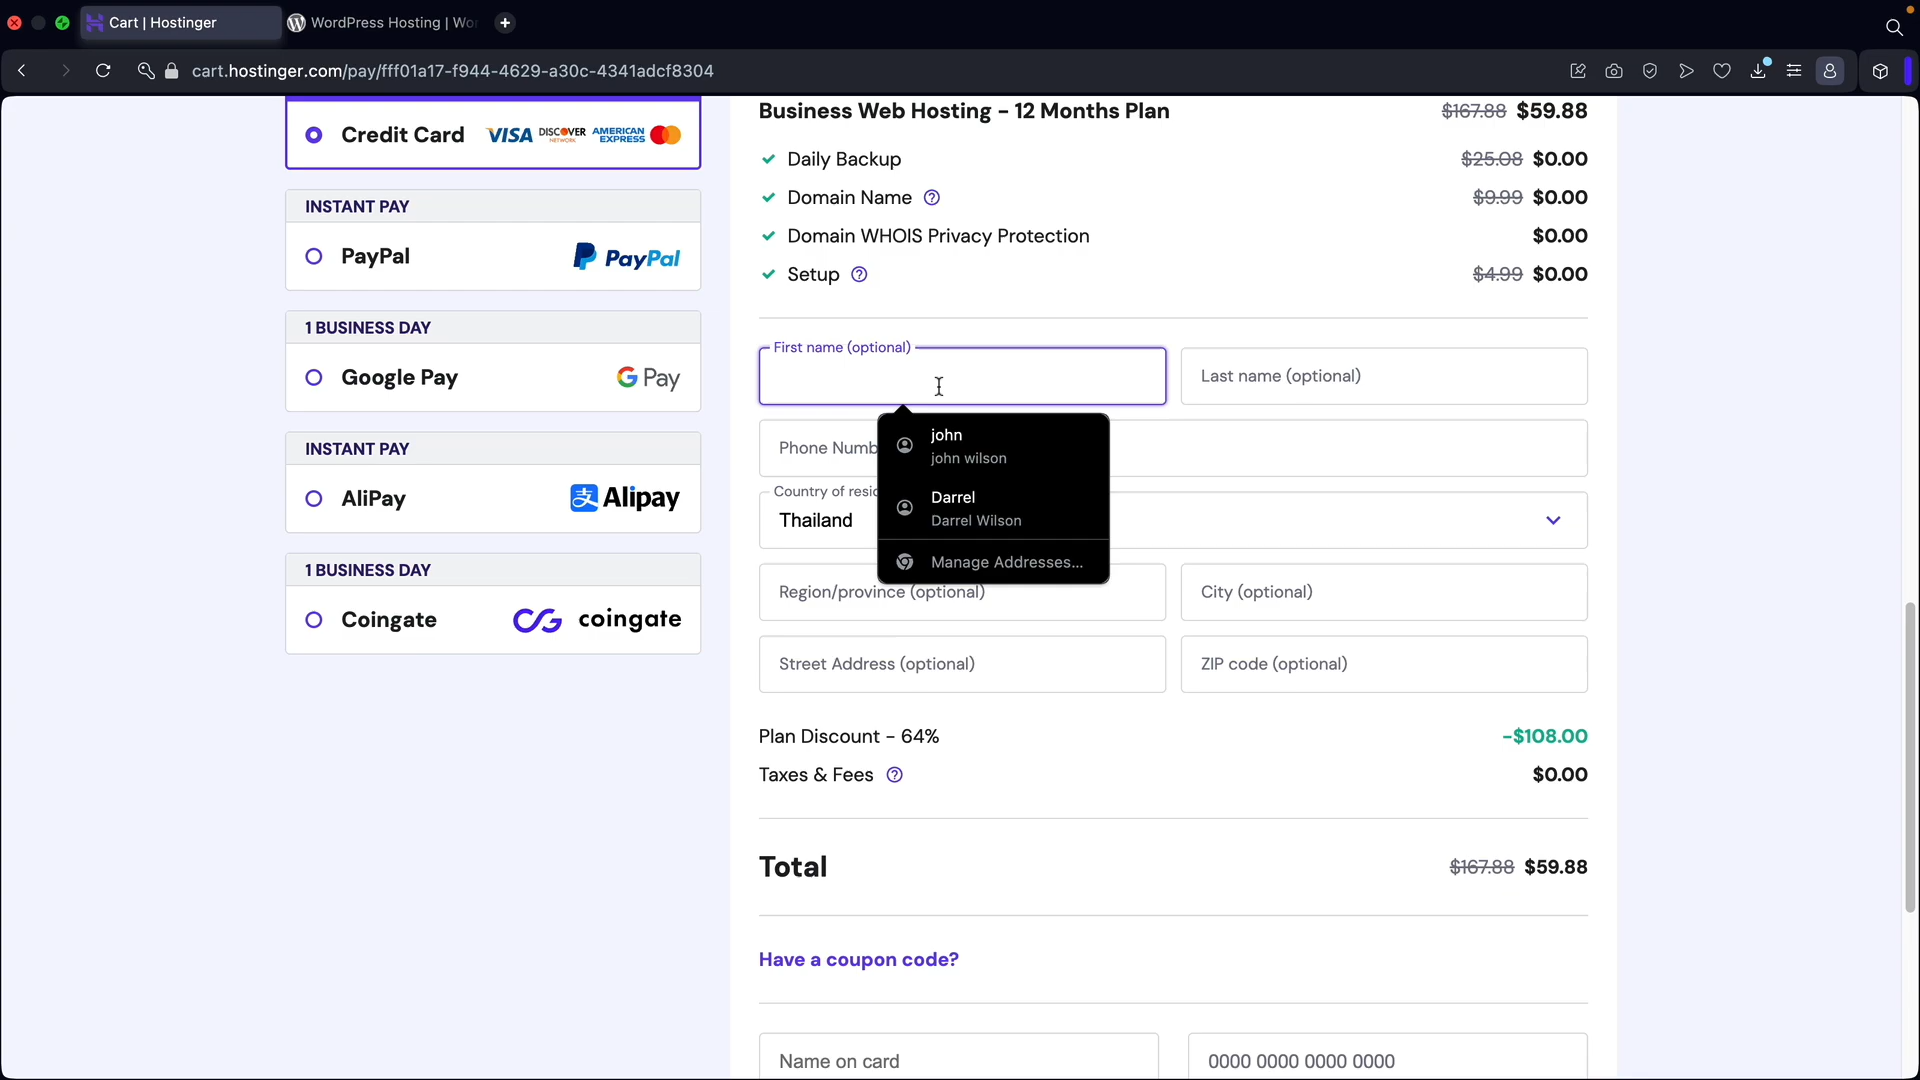 Cart | Hostinger
WordPress Hosting | Wo
cart.hostinger.com/pay/fff01a17-f944-4629-a30c-4341adcf8304
Credit Card
VISA
DISCOVER
NETWORK
AMERICAN
EXPRESS
INSTANT PAY
PayPal
PayPal
1 BUSINESS DAY
Google Pay
G Pay
INSTANT PAY
AliPay
支 Alipay
1 BUSINESS DAY
Coingate
coingate
Business Web Hosting - 12 Months Plan $167.88 $59.88
Daily Backup $25.08 $0.00
Domain Name $9.99 $0.00
Domain WHOIS Privacy Protection $0.00
Setup $4.99 $0.00
First name (optional)
Last name (optional)
john
john wilson
Darrel
Darrel Wilson
Manage Addresses...
Phone Numb
Country of resid
Thailand
Region/province (optional)
City (optional)
Street Address (optional)
ZIP code (optional)
Plan Discount - 64% -$108.00
Taxes & Fees $0.00
Total $167.88 $59.88
Have a coupon code?
Name on card
0000 0000 0000 0000